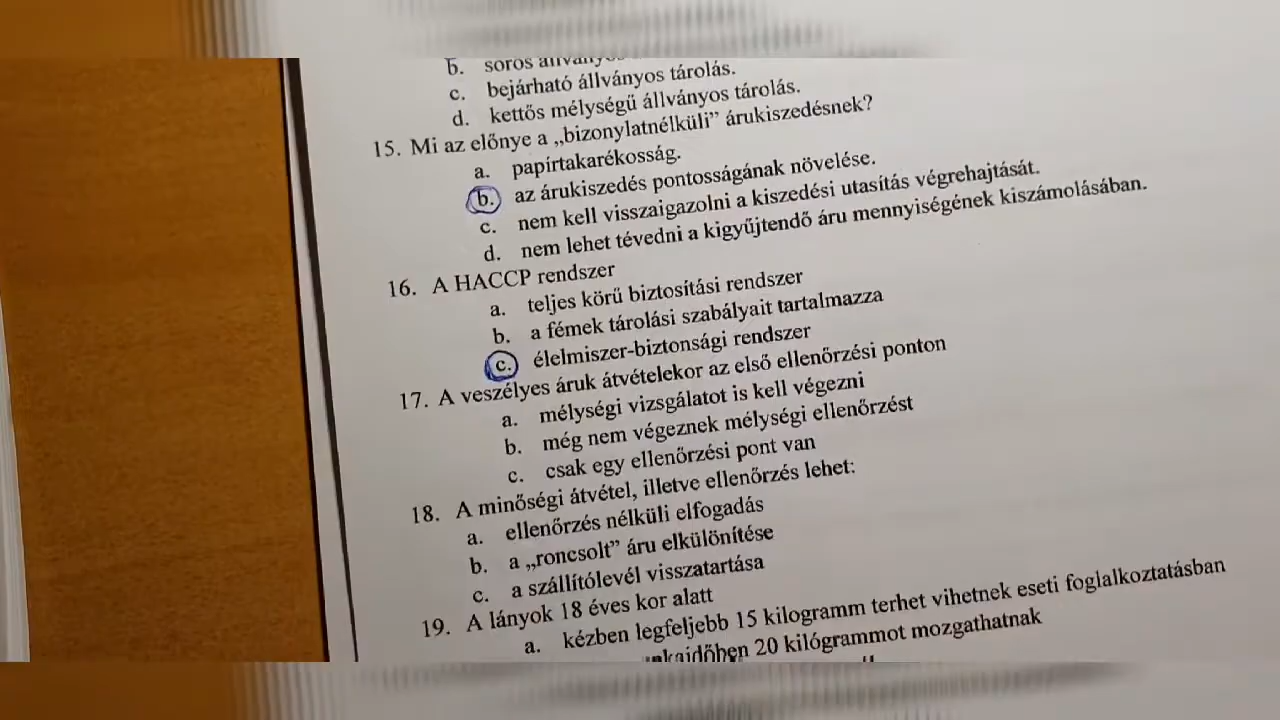 b. soros
c. bejárható állványos tárolás.
d. kettős mélységű állványos tárolás.
15. Mi az előnye a „bizonylatnélküli” árukiszedésnek?
a. papírtakarékosság.
b. az árukiszedés pontosságának növelése.
c. nem kell visszaigazolni a kiszedési utasítás végrehajtását.
d. nem lehet tévedni a kigyűjtendő áru mennyiségének kiszámolásában.
16. A HACCP rendszer
a. teljes körű biztosítási rendszer
b. a fémek tárolási szabályait tartalmazza
c. élelmiszer-biztonsági rendszer
17. A veszélyes áruk átvételekor az első ellenőrzési ponton
a. mélységi vizsgálatot is kell végezni
b. még nem végeznek mélységi ellenőrzést
c. csak egy ellenőrzési pont van
18. A minőségi átvétel, illetve ellenőrzés lehet:
a. ellenőrzés nélküli elfogadás
b. a „roncsolt” áru elkülönítése
c. a szállítólevél visszatartása
19. A lányok 18 éves kor alatt
a. kézben legfeljebb 15 kilogramm terhet vihetnek eseti foglalkoztatásban
20 kilógrammot mozgathatnak